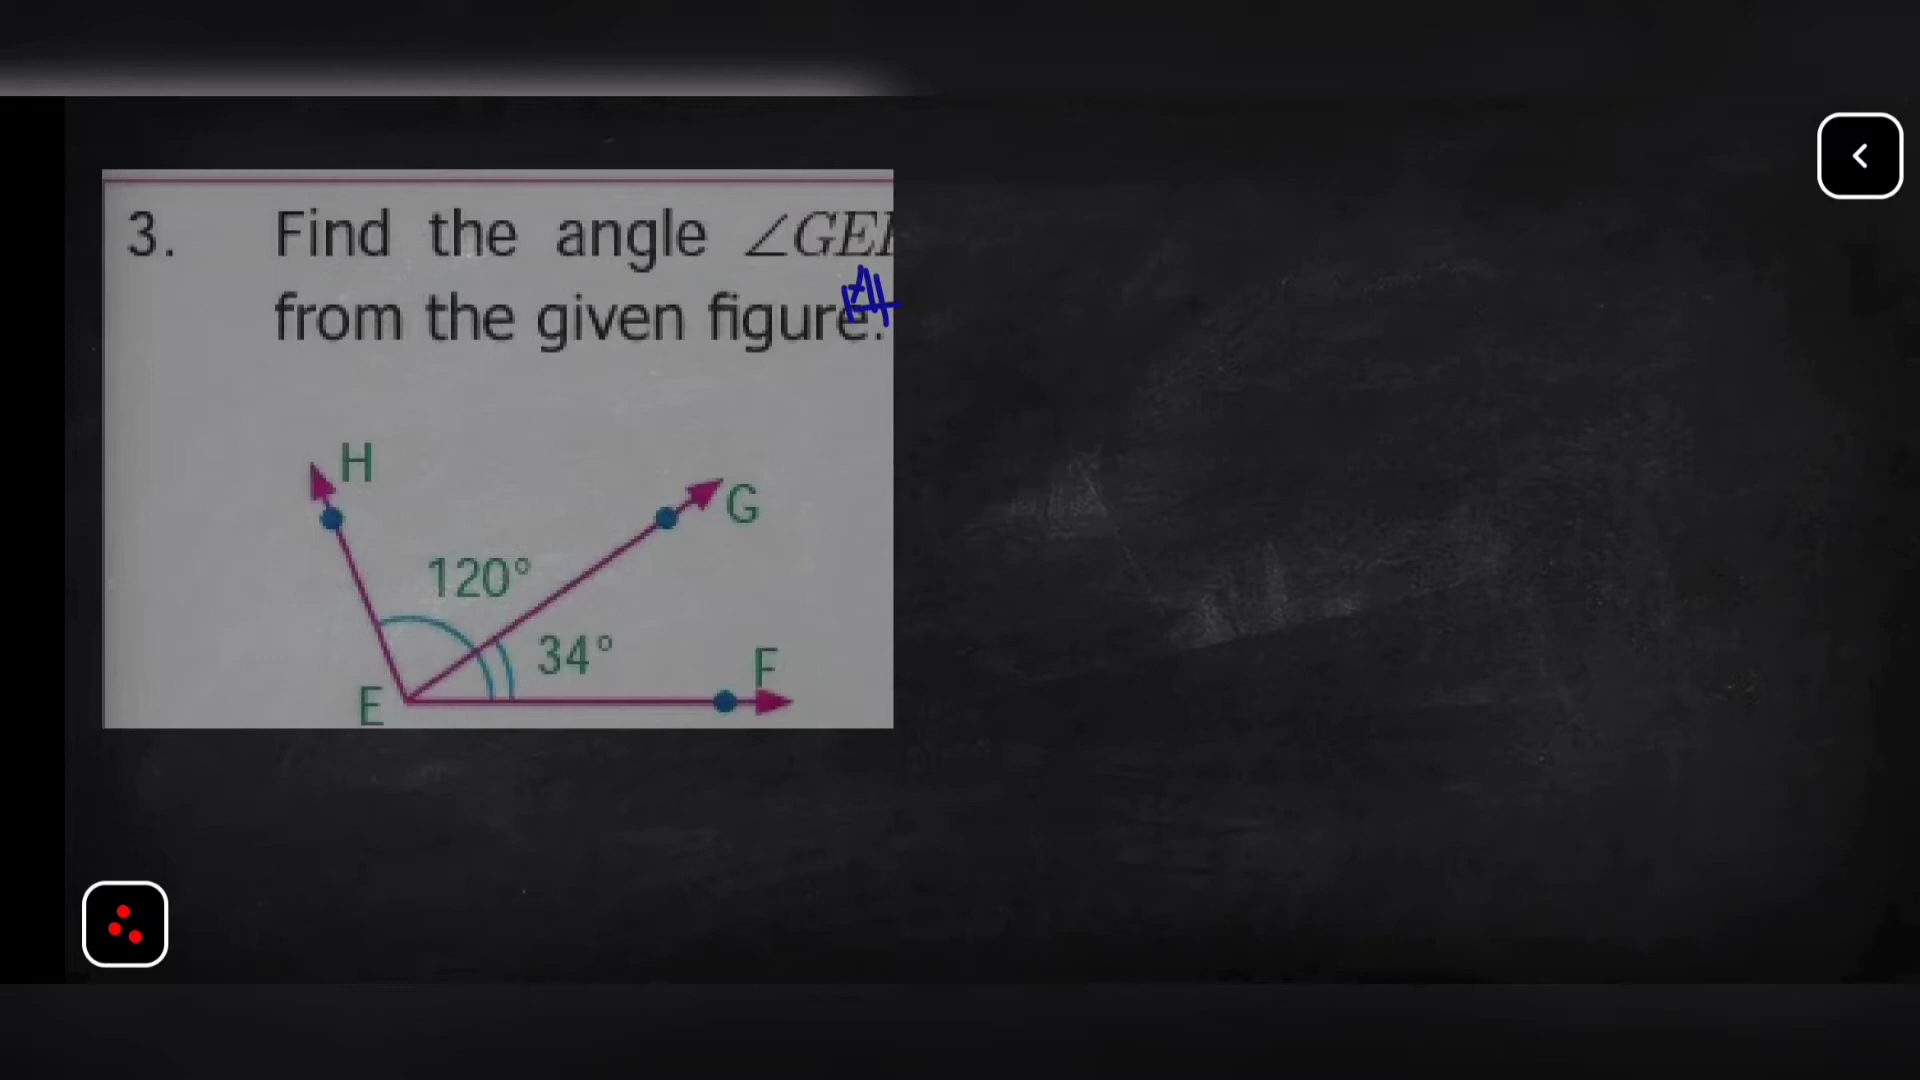 3. Find the angle ∠GE
from the given figure.
H
G
120°
34°
F
E